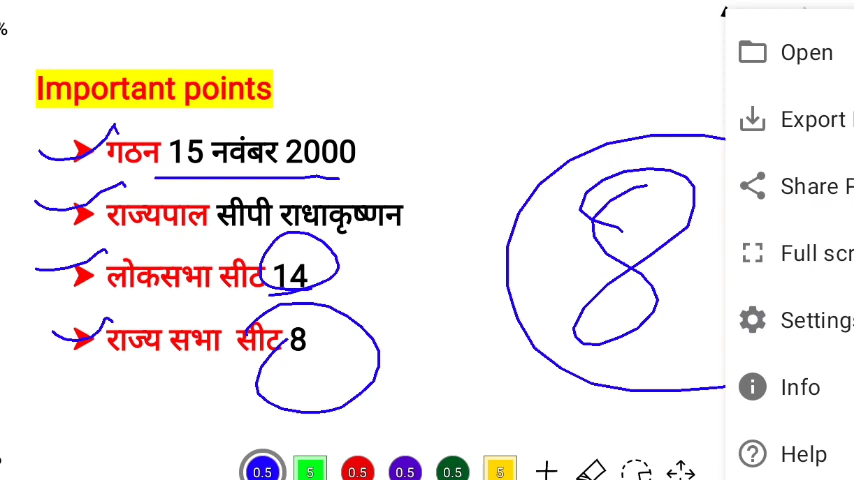 %
Important points
➤ गठन 15 नवंबर 2000
➤ राज्यपाल सीपी राधाकृष्णन
➤ लोकसभा सीट 14
➤ राज्य सभा सीट 8
8
Open
Export
Share
Full scr
Setting
Info
Help
0.5 5 0.5 0.5 0.5 5